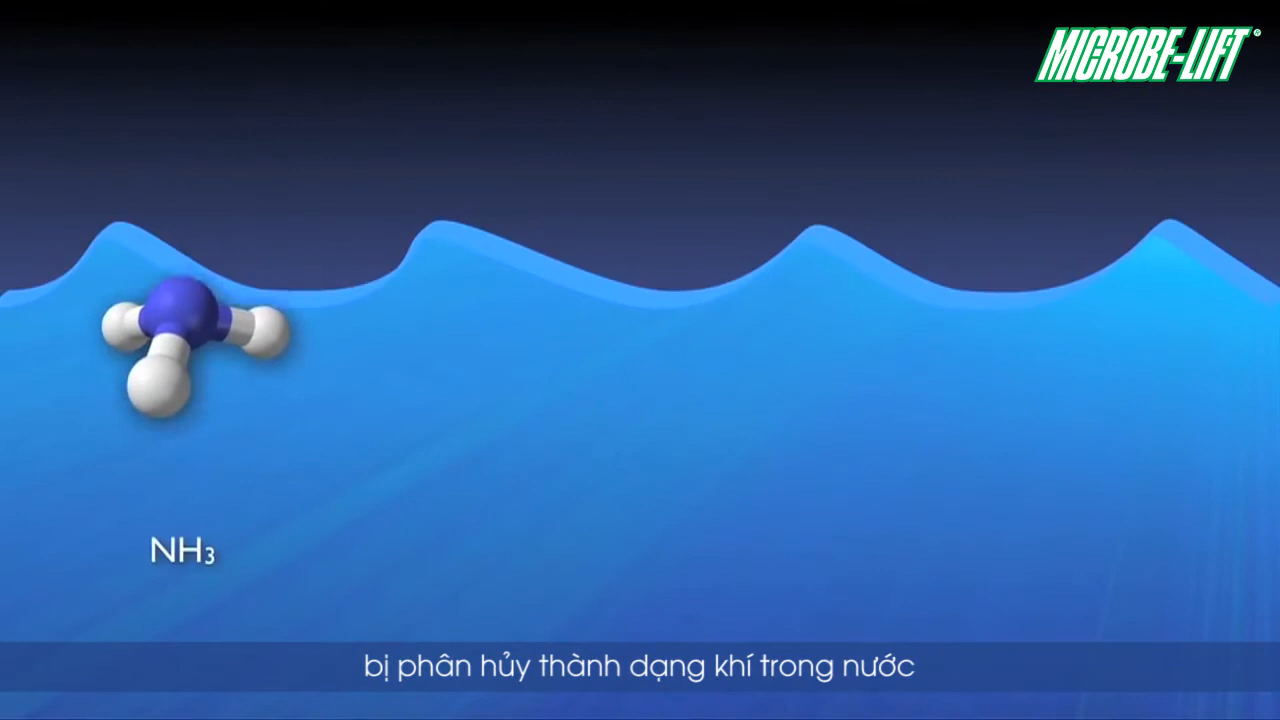 MICROBE-LIFT®
NH₃
bị phân hủy thành dạng khí trong nước